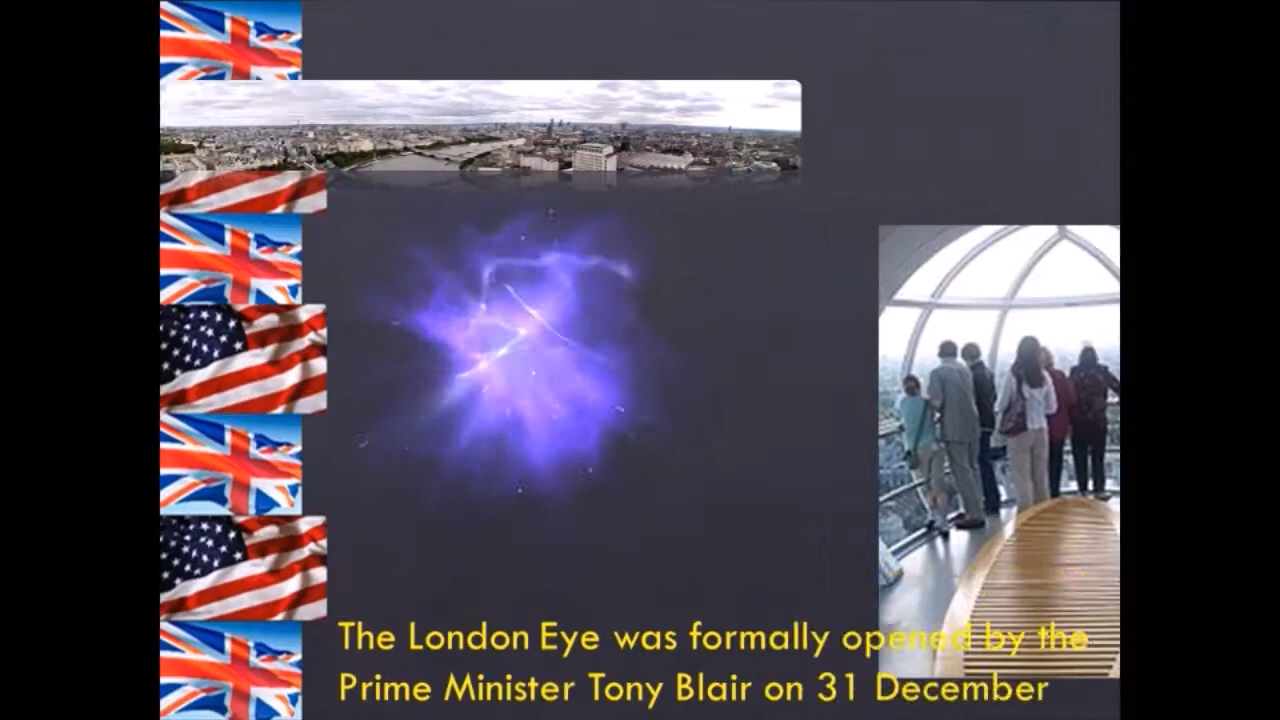 The London Eye was formally opened by the
Prime Minister Tony Blair on 31 December